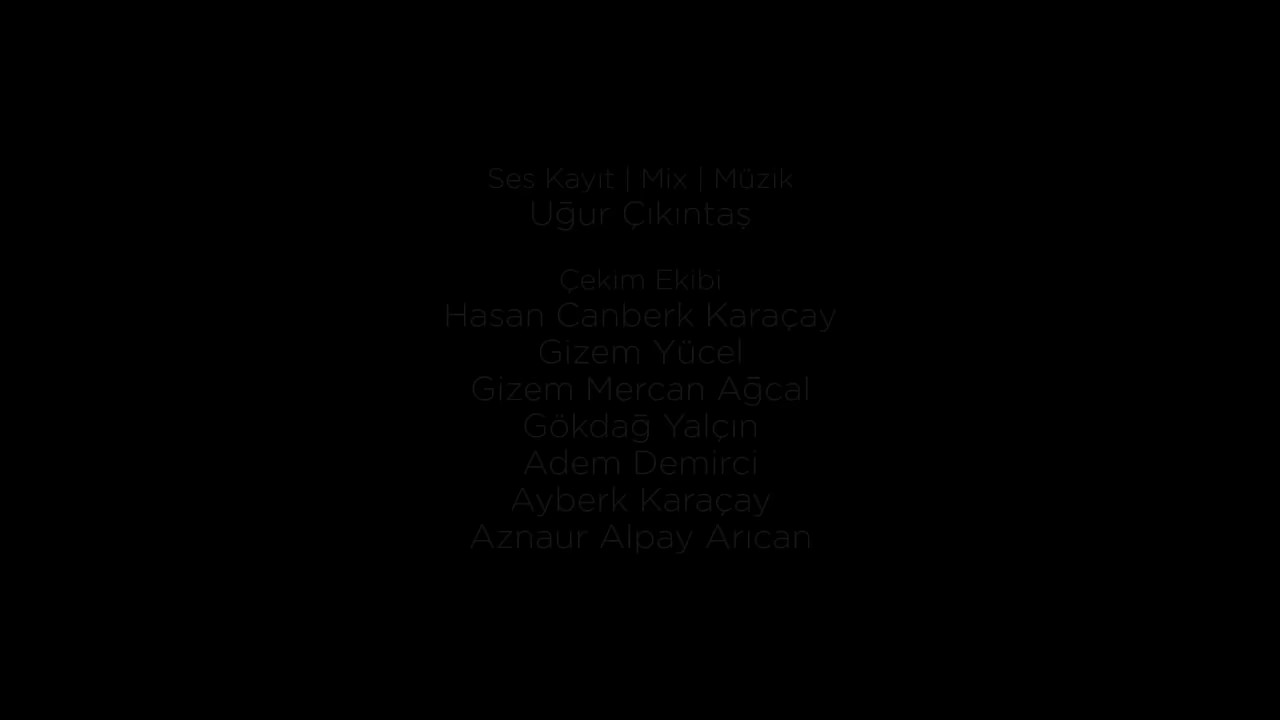 Ses Kayıt | Mix | Müzik
Uğur Çıkıntaş
Çekim Ekibi
Hasan Canberk Karaçay
Gizem Yücel
Gizem Mercan Ağcal
Gökdağ Yalçın
Adem Demirci
Ayberk Karaçay
Aznaur Alpay Arıcan